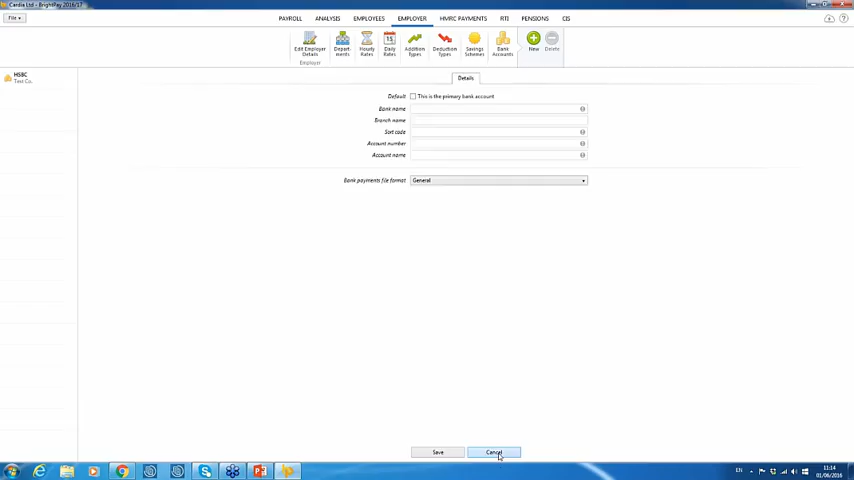 Cardia Ltd - BrightPay 2016/17
File
PAYROLL ANALYSIS EMPLOYEES EMPLOYER HMRC PAYMENTS RTI PENSIONS CIS
Edit Employer Details
Depart-ments
Hourly Rates
15
Daily Rates
Addition Types
Deduction Types
Savings Schemes
Bank Accounts
New
Delete
Employer
HSBC
Test Co.
Details
Default This is the primary bank account
Bank name
Branch name
Sort code
Account number
Account name
Bank payments file format General
Save Cancel
EN
11:14
01/06/2016